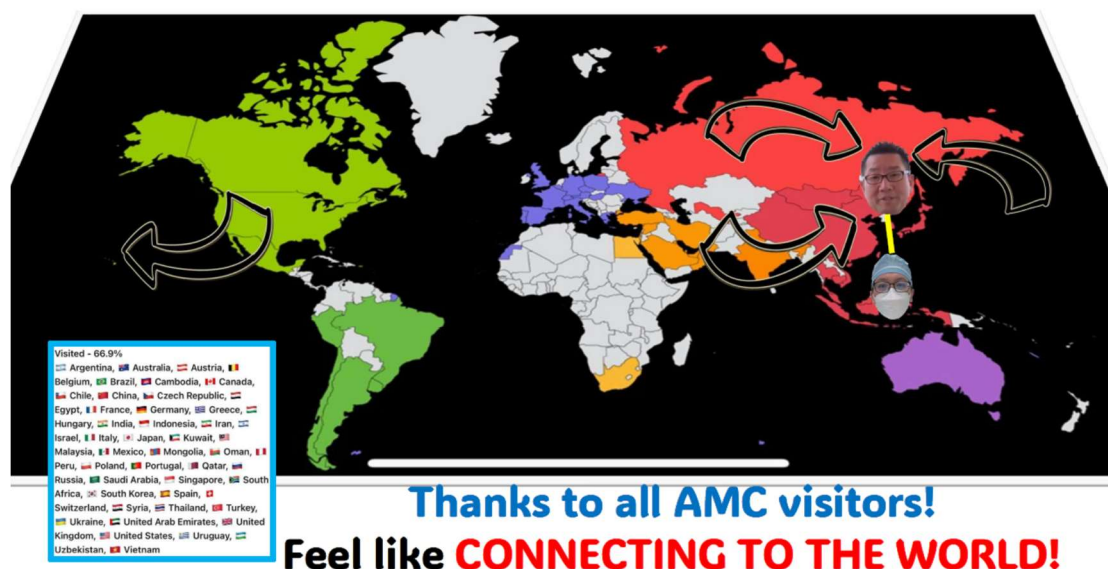 Visited - 66.9%
Argentina, Australia, Austria,
Belgium, Brazil, Cambodia, Canada,
Chile, China, Czech Republic,
Egypt, France, Germany, Greece,
Hungary, India, Indonesia, Iran,
Israel, Italy, Japan, Kuwait,
Malaysia, Mexico, Mongolia, Oman,
Peru, Poland, Portugal, Qatar,
Russia, Saudi Arabia, Singapore, South
Africa, South Korea, Spain,
Switzerland, Syria, Thailand, Turkey,
Ukraine, United Arab Emirates, United
Kingdom, United States, Uruguay,
Uzbekistan, Vietnam
Thanks to all AMC visitors!
Feel like CONNECTING TO THE WORLD!